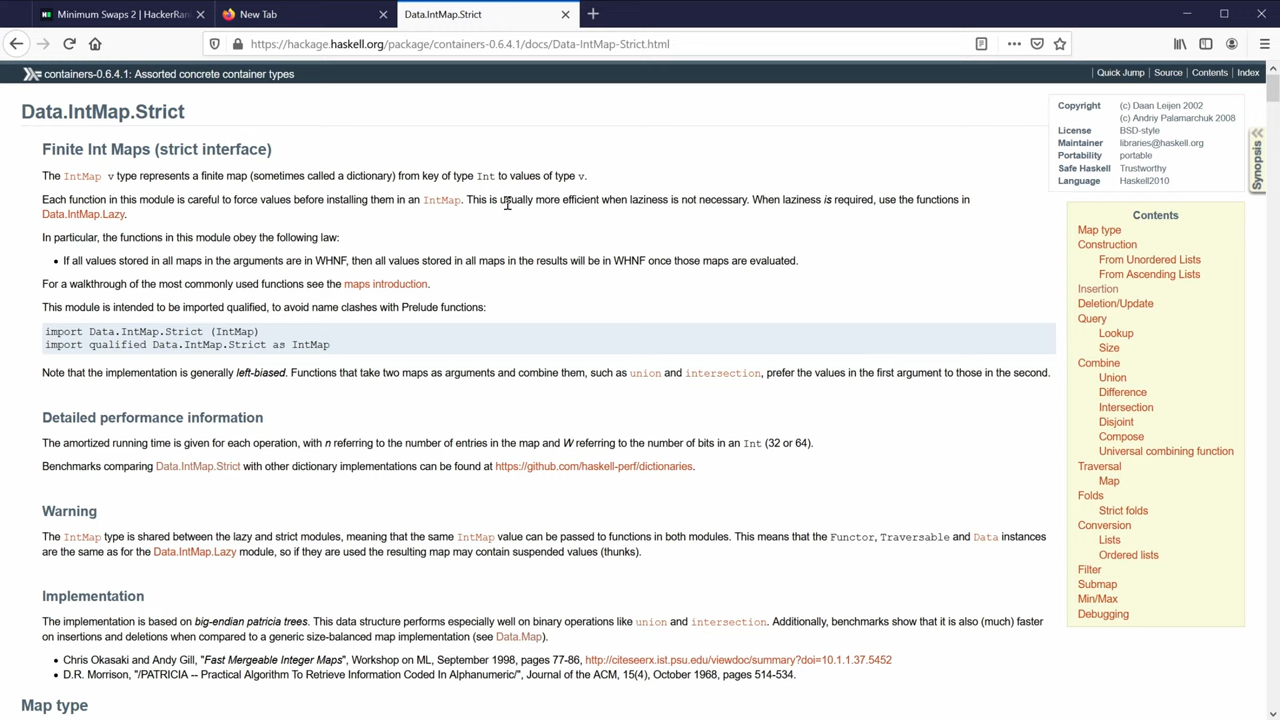 Minimum Swaps 2 | HackerRan
New Tab
Data.IntMap.Strict
https://hackage.haskell.org/package/containers-0.6.4.1/docs/Data-IntMap-Strict.html
containers-0.6.4.1: Assorted concrete container types
Quick Jump | Source | Contents | Index
Data.IntMap.Strict
Copyright (c) Daan Leijen 2002
(c) Andriy Palamarchuk 2008
License BSD-style
Maintainer libraries@haskell.org
Portability portable
Safe Haskell Trustworthy
Language Haskell2010
Synopsis
Finite Int Maps (strict interface)
The IntMap v type represents a finite map (sometimes called a dictionary) from key of type Int to values of type v.
Each function in this module is careful to force values before installing them in an IntMap. This is usually more efficient when laziness is not necessary. When laziness is required, use the functions in
Data.IntMap.Lazy.
In particular, the functions in this module obey the following law:
• If all values stored in all maps in the arguments are in WHNF, then all values stored in all maps in the results will be in WHNF once those maps are evaluated.
For a walkthrough of the most commonly used functions see the maps introduction.
This module is intended to be imported qualified, to avoid name clashes with Prelude functions:
import Data.IntMap.Strict (IntMap)
import qualified Data.IntMap.Strict as IntMap
Note that the implementation is generally left-biased. Functions that take two maps as arguments and combine them, such as union and intersection, prefer the values in the first argument to those in the second.
Detailed performance information
The amortized running time is given for each operation, with n referring to the number of entries in the map and W referring to the number of bits in an Int (32 or 64).
Benchmarks comparing Data.IntMap.Strict with other dictionary implementations can be found at https://github.com/haskell-perf/dictionaries.
Warning
The IntMap type is shared between the lazy and strict modules, meaning that the same IntMap value can be passed to functions in both modules. This means that the Functor, Traversable and Data instances
are the same as for the Data.IntMap.Lazy module, so if they are used the resulting map may contain suspended values (thunks).
Implementation
The implementation is based on big-endian patricia trees. This data structure performs especially well on binary operations like union and intersection. Additionally, benchmarks show that it is also (much) faster
on insertions and deletions when compared to a generic size-balanced map implementation (see Data.Map).
• Chris Okasaki and Andy Gill, "Fast Mergeable Integer Maps", Workshop on ML, September 1998, pages 77-86, http://citeseerx.ist.psu.edu/viewdoc/summary?doi=10.1.1.37.5452
• D.R. Morrison, "/PATRICIA -- Practical Algorithm To Retrieve Information Coded In Alphanumeric/", Journal of the ACM, 15(4), October 1968, pages 514-534.
Map type
Contents
Map type
Construction
From Unordered Lists
From Ascending Lists
Insertion
Deletion/Update
Query
Lookup
Size
Combine
Union
Difference
Intersection
Disjoint
Compose
Universal combining function
Traversal
Map
Folds
Strict folds
Conversion
Lists
Ordered lists
Filter
Submap
Min/Max
Debugging